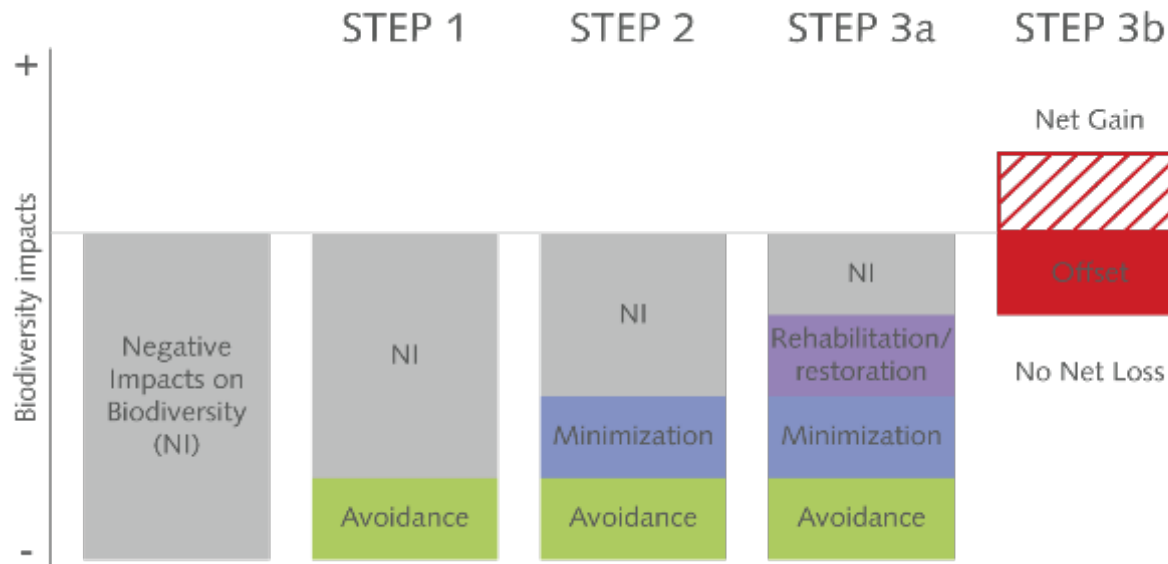 STEP 1
STEP 2
STEP 3a
STEP 3b
+
Biodiversity impacts
-
Negative
Impacts on
Biodiversity
(NI)
NI
Avoidance
NI
Minimization
Avoidance
NI
Rehabilitation/
restoration
Minimization
Avoidance
Net Gain
Offset
No Net Loss